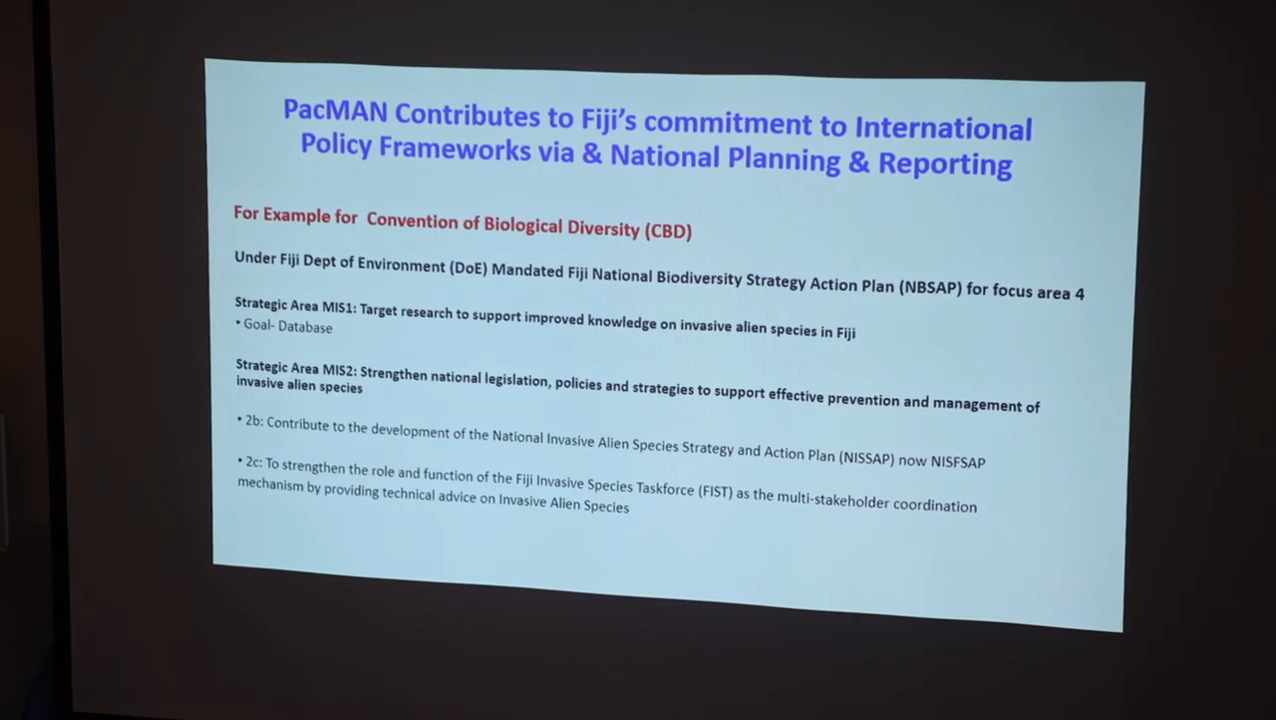 PacMAN Contributes to Fiji's commitment to International
Policy Frameworks via & National Planning & Reporting
For Example for Convention of Biological Diversity (CBD)
Under Fiji Dept of Environment (DoE) Mandated Fiji National Biodiversity Strategy Action Plan (NBSAP) for focus area 4
Strategic Area MIS1: Target research to support improved knowledge on invasive alien species in Fiji
• Goal- Database
Strategic Area MIS2: Strengthen national legislation, policies and strategies to support effective prevention and management of
invasive alien species
• 2b: Contribute to the development of the National Invasive Alien Species Strategy and Action Plan (NISSAP) now NISFSAP
• 2c: To strengthen the role and function of the Fiji Invasive Species Taskforce (FIST) as the multi-stakeholder coordination
mechanism by providing technical advice on Invasive Alien Species